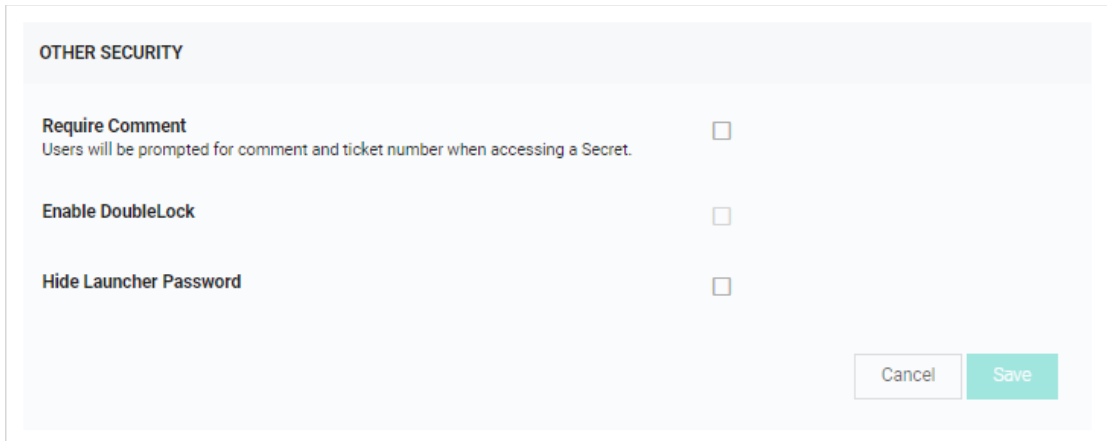 OTHER SECURITY
Require Comment
Users will be prompted for comment and ticket number when accessing a Secret.
Enable DoubleLock
Hide Launcher Password
Cancel Save